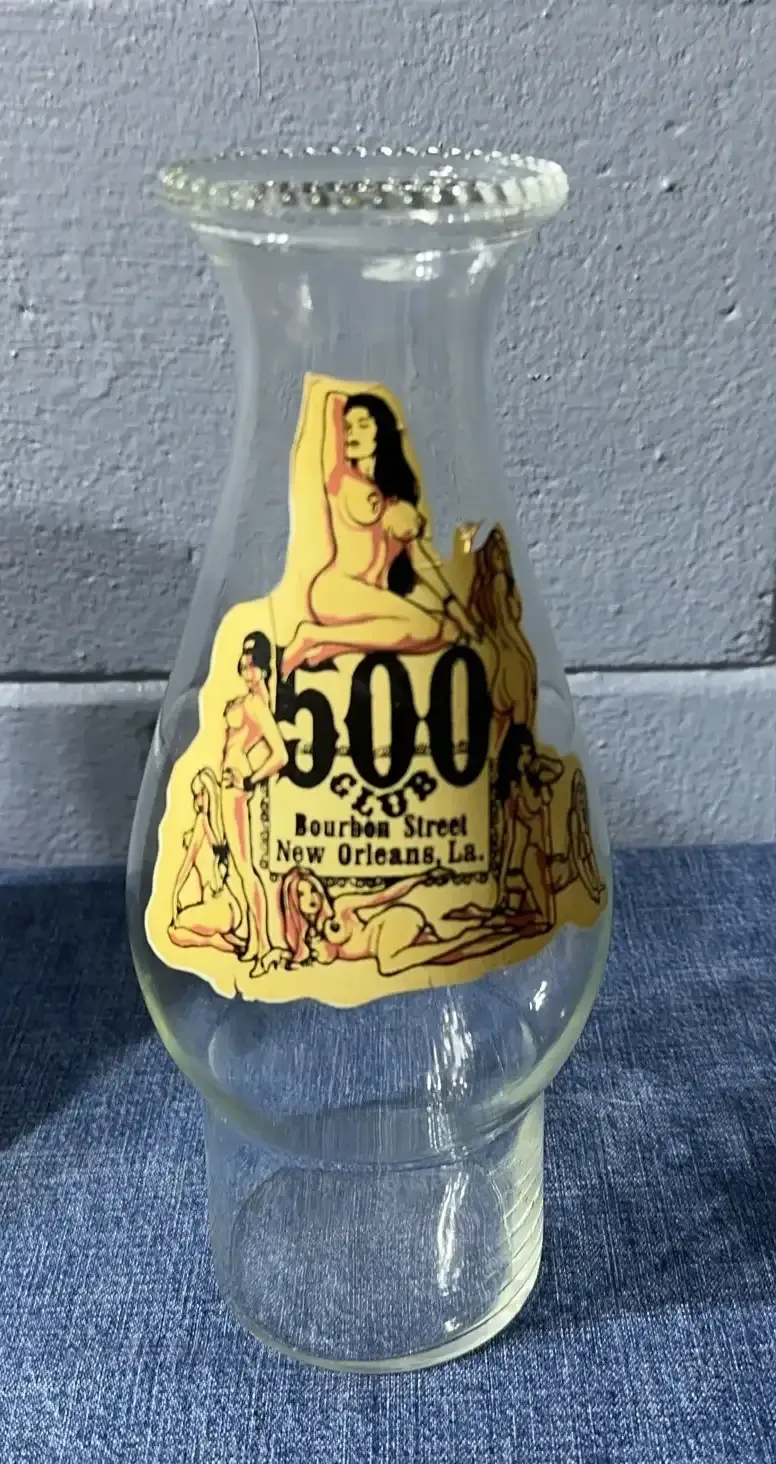 500
CLUB
Bourbon Street
New Orleans, La.